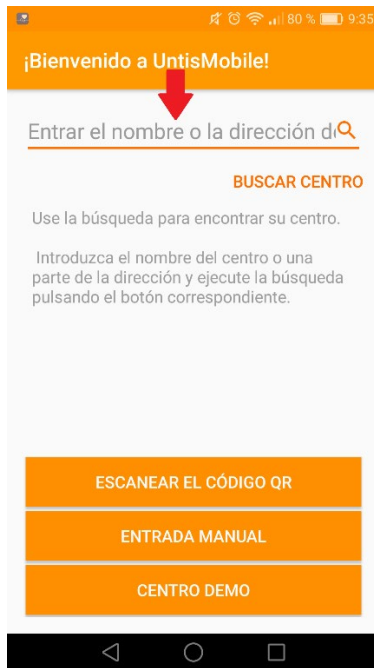 80 % 9:35
¡Bienvenido a UntisMobile!
Entrar el nombre o la dirección de
BUSCAR CENTRO
Use la búsqueda para encontrar su centro.
Introduzca el nombre del centro o una
parte de la dirección y ejecute la búsqueda
pulsando el botón correspondiente.
ESCANEAR EL CÓDIGO QR
ENTRADA MANUAL
CENTRO DEMO